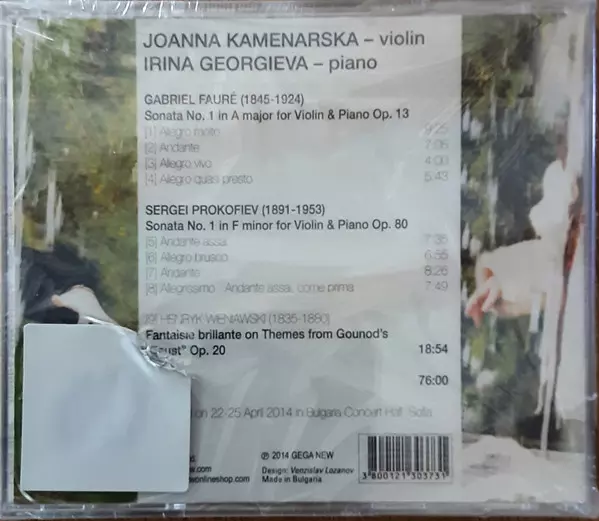 JOANNA KAMENARSKA – violin
IRINA GEORGIEVA – piano
GABRIEL FAURÉ (1845-1924)
Sonata No. 1 in A major for Violin & Piano Op. 13
[1] Allegro molto 9:25
[2] Andante 7:06
[3] Allegro vivo 4:00
[4] Allegro quasi presto 5:43
SERGEI PROKOFIEV (1891-1953)
Sonata No. 1 in F minor for Violin & Piano Op. 80
[5] Andante assai 7:35
[6] Allegro brusco 6:55
[7] Andante 8:26
[8] Allegrissimo - Andante assai, come prima 7:49
HENRYK WIENAWSKI (1835-1880)
Fantaisie brillante on Themes from Gounod's
"Faust" Op. 20 18:54
76:00
on 22-25 April 2014 in Bulgaria Concert Hall, Sofia
℗ 2014 GEGA NEW
Design: Venzislav Lozanov
Made in Bulgaria
3800121303731
w.com
eonlineshop.com